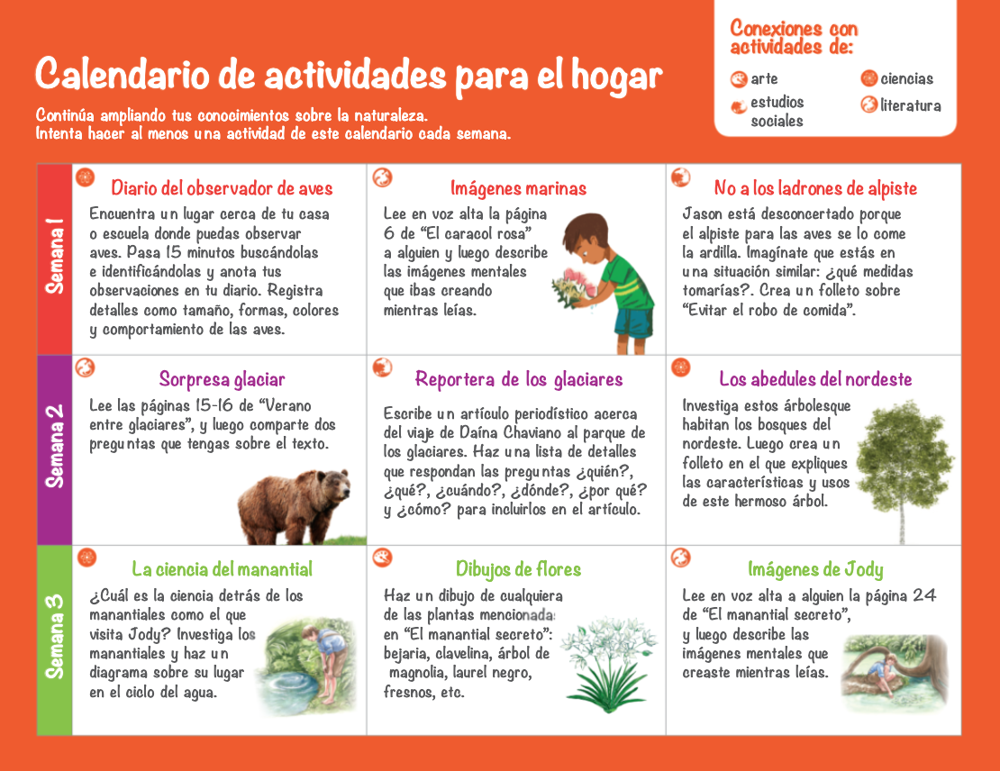 Conexiones con
actividades de:
arte
ciencias
estudios
sociales
literatura
Calendario de actividades para el hogar
Continúa ampliando tus conocimientos sobre la naturaleza.
Intenta hacer al menos una actividad de este calendario cada semana.
Semana 1
Diario del observador de aves
Encuentra un lugar cerca de tu casa
o escuela donde puedas observar
aves. Pasa 15 minutos buscándolas
e identificándolas y anota tus
observaciones en tu diario. Registra
detalles como tamaño, formas, colores
y comportamiento de las aves.
Imágenes marinas
Lee en voz alta la página
6 de “El caracol rosa”
a alguien y luego describe
las imágenes mentales
que ibas creando
mientras leías.
No a los ladrones de alpiste
Jason está desconcertado porque
el alpiste para las aves se lo come
la ardilla. Imagínate que estás en
una situación similar: ¿qué medidas
tomarías?. Crea un folleto sobre
“Evitar el robo de comida”.
Semana 2
Sorpresa glaciar
Lee las páginas 15-16 de “Verano
entre glaciares”, y luego comparte dos
preguntas que tengas sobre el texto.
Reportera de los glaciares
Escribe un artículo periodístico acerca
del viaje de Daína Chaviano al parque de
los glaciares. Haz una lista de detalles
que respondan las preguntas ¿quién?,
¿qué?, ¿cuándo?, ¿dónde?, ¿por qué?
y ¿cómo? para incluirlos en el artículo.
Los abedules del nordeste
Investiga estos árbolesque
habitan los bosques del
nordeste. Luego crea un
folleto en el que expliques
las características y usos
de este hermoso árbol.
Semana 3
La ciencia del manantial
¿Cuál es la ciencia detrás de los
manantiales como el que
visita Jody? Investiga los
manantiales y haz un
diagrama sobre su lugar
en el ciclo del agua.
Dibujos de flores
Haz un dibujo de cualquiera
de las plantas mencionadas
en “El manantial secreto”:
bejaria, clavelina, árbol de
magnolia, laurel negro,
fresnos, etc.
Imágenes de Jody
Lee en voz alta a alguien la página 24
de “El manantial secreto”,
y luego describe las
imágenes mentales que
creaste mientras leías.